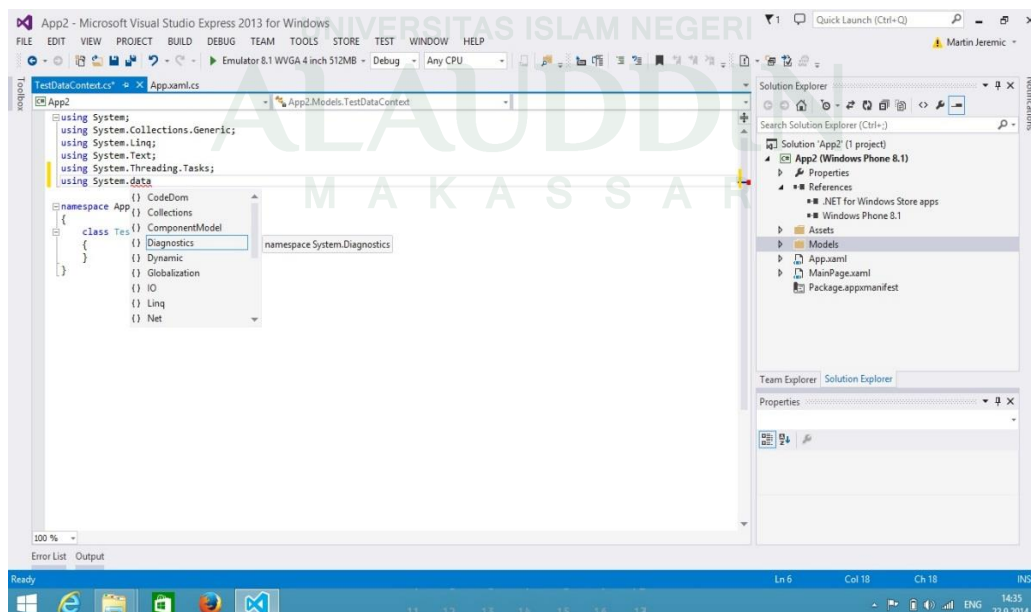 App2 - Microsoft Visual Studio Express 2013 for Windows
1
Quick Launch (Ctrl+Q)
UNIVERSITAS ISLAM NEGERI
FILE EDIT VIEW PROJECT BUILD DEBUG TEAM TOOLS STORE TEST WINDOW HELP
Martin Jeremic
Emulator 8.1 WVGA 4 inch 512MB
Debug
Any CPU
Toolbox
TestDataContext.cs*
App.xaml.cs
App2
App2.Models.TestDataContext
ALAUDDIN
MAKASSAR
using System;
using System.Collections.Generic;
using System.Linq;
using System.Text;
using System.Threading.Tasks;
using System.data
namespace App
{
class Tes
{
}
}
{} CodeDom
{} Collections
{} ComponentModel
{} Diagnostics
namespace System.Diagnostics
{} Dynamic
{} Globalization
{} IO
{} Linq
{} Net
100 %
Error List Output
Solution Explorer
Search Solution Explorer (Ctrl+;)
Solution 'App2' (1 project)
App2 (Windows Phone 8.1)
Properties
References
.NET for Windows Store apps
Windows Phone 8.1
Assets
Models
App.xaml
MainPage.xaml
Package.appxmanifest
Team Explorer Solution Explorer
Properties
Notifications
Ready
Ln 6 Col 18 Ch 18 INS
ENG
14:35
22.9.2014